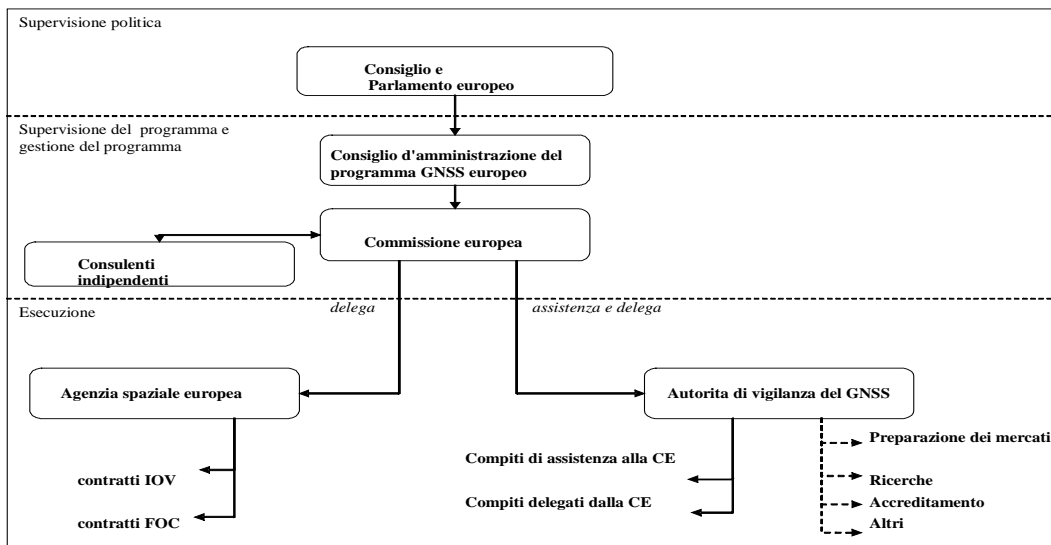 Supervisione politica
Consiglio e
Parlamento europeo
Supervisione del programma e
gestione del programma
Consiglio d'amministrazione del
programma GNSS europeo
Commissione europea
Consulenti
indipendenti
Esecuzione
delega
assistenza e delega
Agenzia spaziale europea
Autorita di vigilanza del GNSS
contratti IOV
contratti FOC
Compiti di assistenza alla CE
Compiti delegati dalla CE
Preparazione dei mercati
Ricerche
Accreditamento
Altri